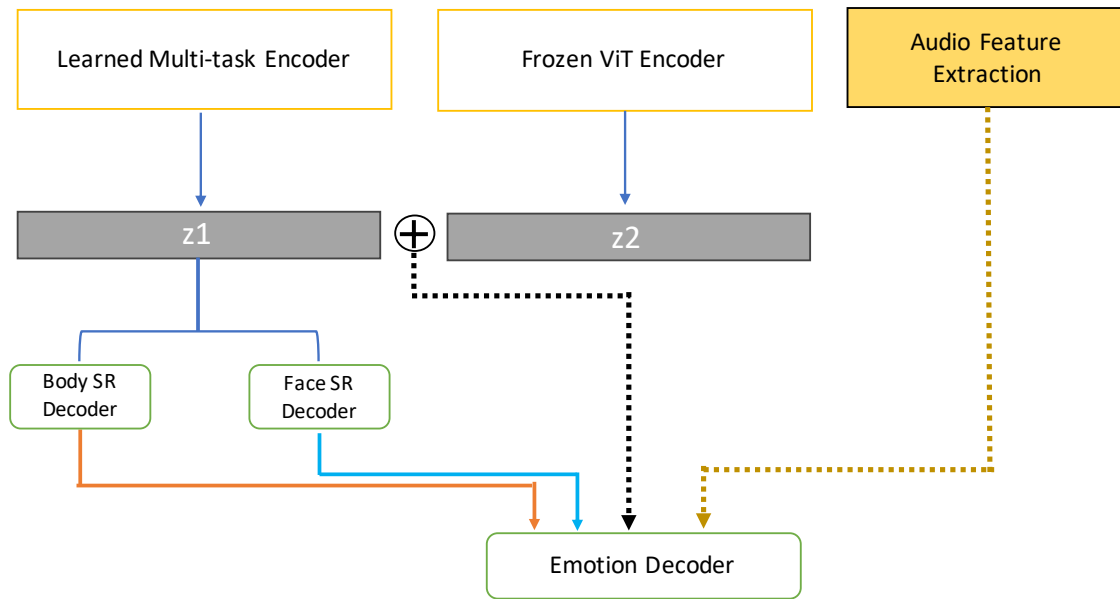 Learned Multi-task Encoder
Frozen ViT Encoder
Audio Feature
Extraction
z1
z2
Body SR
Decoder
Face SR
Decoder
Emotion Decoder